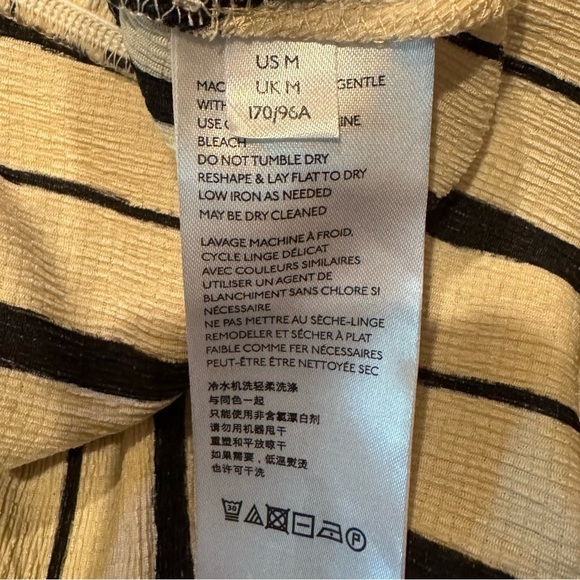 US M
UK M
170/96A
MAC GENTLE
WITH
USE INE
BLEACH
DO NOT TUMBLE DRY
RESHAPE & LAY FLAT TO DRY
LOW IRON AS NEEDED
MAY BE DRY CLEANED
LAVAGE MACHINE À FROID,
CYCLE LINGE DÉLICAT
AVEC COULEURS SIMILAIRES
UTILISER UN AGENT DE
BLANCHIMENT SANS CHLORE SI
NÉCESSAIRE
NE PAS METTRE AU SÈCHE-LINGE
REMODELER ET SÉCHER À PLAT
FAIBLE COMME FER NÉCESSAIRES
PEUT-ÊTRE ÊTRE NETTOYÉE SEC
冷水机洗轻柔洗涤
与同色一起
只能使用非含氯漂白剂
请勿用机器甩干
重塑和平放晾干
如果需要，低温熨烫
也许可干洗
30
P